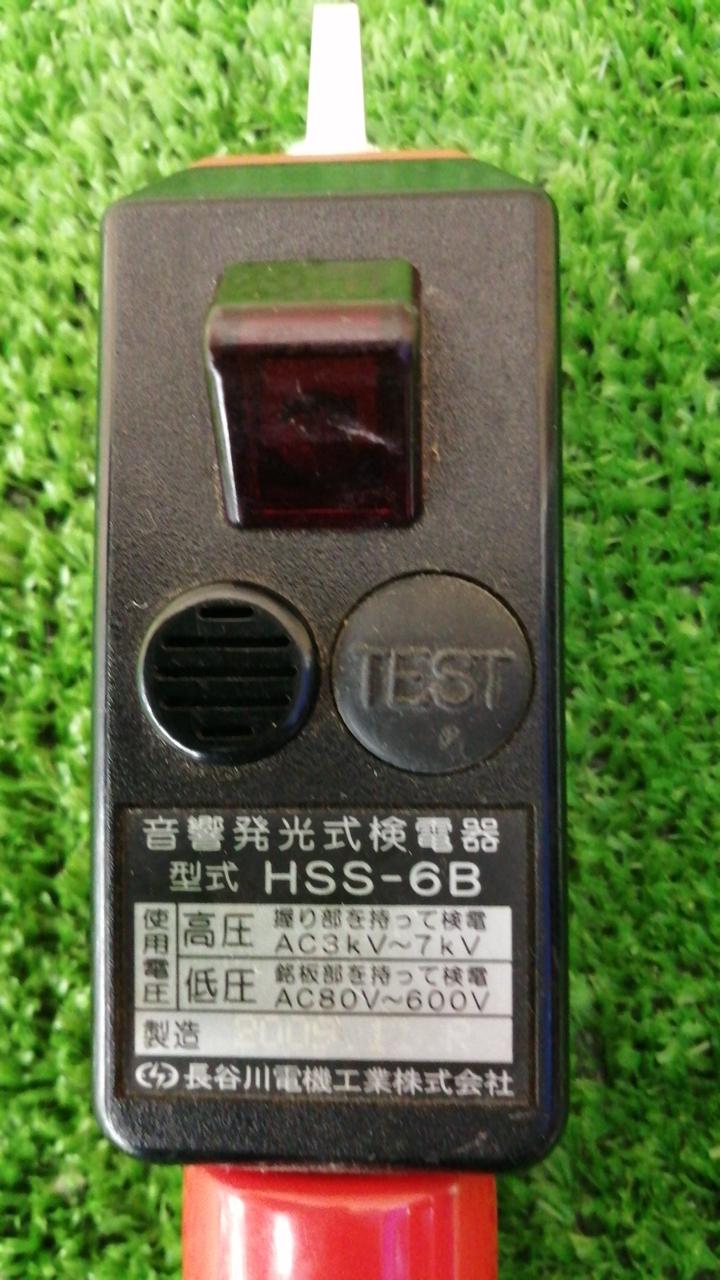 TEST
音響発光式検電器
型式 HSS-6B
使用電圧
高圧 握り部を持って検電
AC3kV～7kV
低圧 銘板部を持って検電
AC80V～600V
製造
長谷川電機工業株式会社